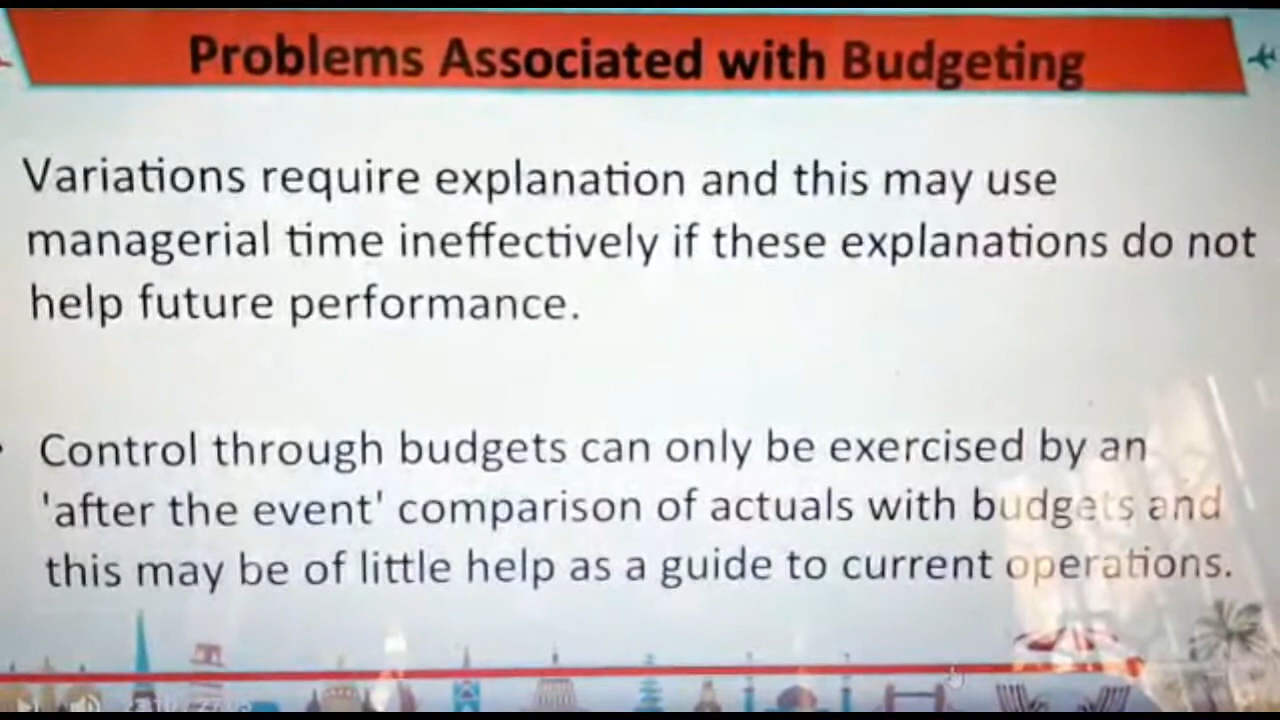 Problems Associated with Budgeting
Variations require explanation and this may use
managerial time ineffectively if these explanations do not
help future performance.
• Control through budgets can only be exercised by an
'after the event' comparison of actuals with budgets and
this may be of little help as a guide to current operations.